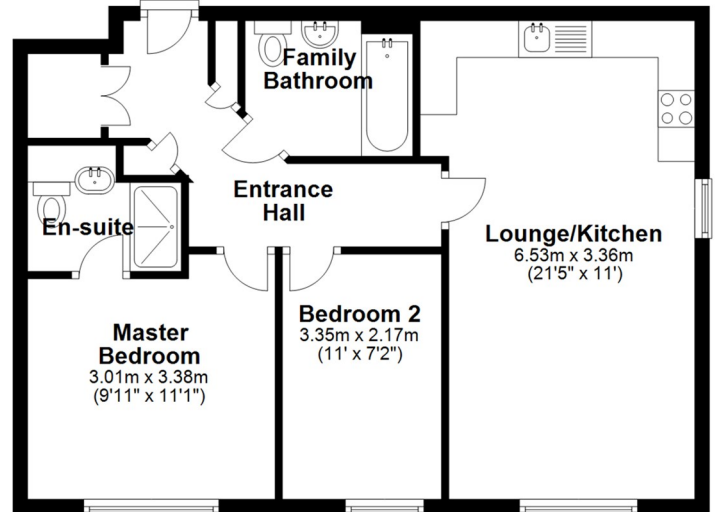 Family
Bathroom
Entrance
Hall
En-suite
Lounge/Kitchen
6.53m x 3.36m
(21'5" x 11')
Bedroom 2
3.35m x 2.17m
(11' x 7'2")
Master
Bedroom
3.01m x 3.38m
(9'11" x 11'1")